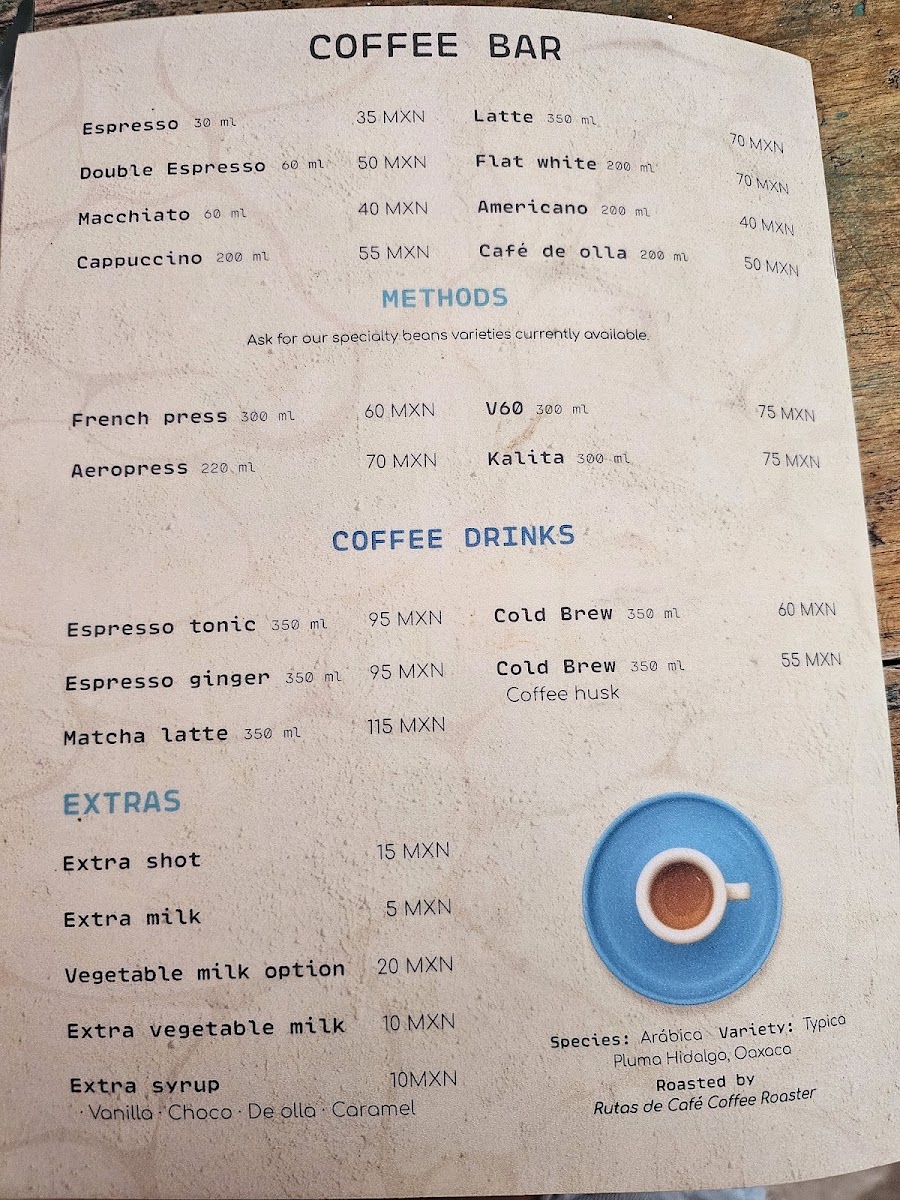 COFFEE BAR
Espresso 30 ml 35 MXN
Double Espresso 60 ml 50 MXN
Macchiato 60 ml 40 MXN
Cappuccino 200 ml 55 MXN
Latte 350 ml 70 MXN
Flat white 200 ml 70 MXN
Americano 200 ml 40 MXN
Café de olla 200 ml 50 MXN
METHODS
Ask for our specialty beans varieties currently available.
French press 300 ml 60 MXN
Aeropress 220 ml 70 MXN
V60 300 ml 75 MXN
Kalita 300 ml 75 MXN
COFFEE DRINKS
Espresso tonic 350 ml 95 MXN
Espresso ginger 350 ml 95 MXN
Matcha latte 350 ml 115 MXN
Cold Brew 350 ml 60 MXN
Cold Brew 350 ml 55 MXN
Coffee husk
EXTRAS
Extra shot 15 MXN
Extra milk 5 MXN
Vegetable milk option 20 MXN
Extra vegetable milk 10 MXN
Extra syrup 10MXN
· Vanilla · Choco · De olla · Caramel
Species: Arábica Variety: Typica
Pluma Hidalgo, Oaxaca
Roasted by
Rutas de Café Coffee Roaster